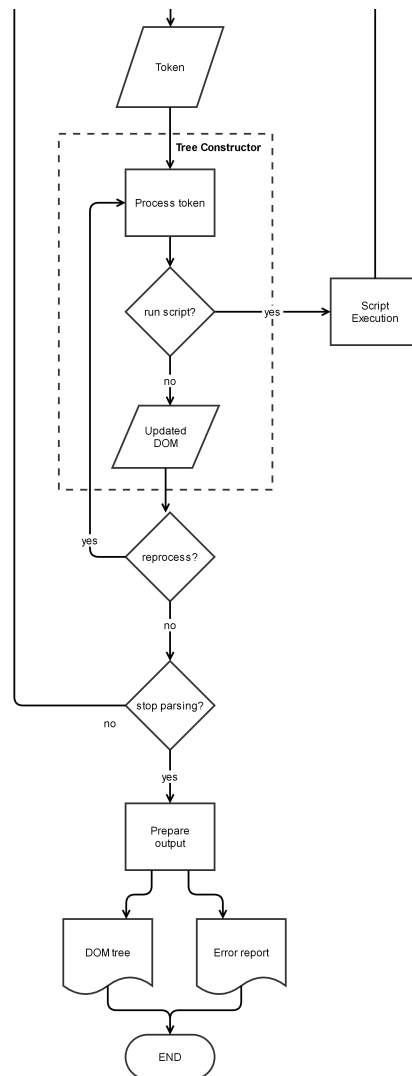 Token
Tree Constructor
Process token
run script?
yes
Script
Execution
no
Updated
DOM
yes
reprocess?
no
stop parsing?
no
yes
Prepare
output
DOM tree
Error report
END